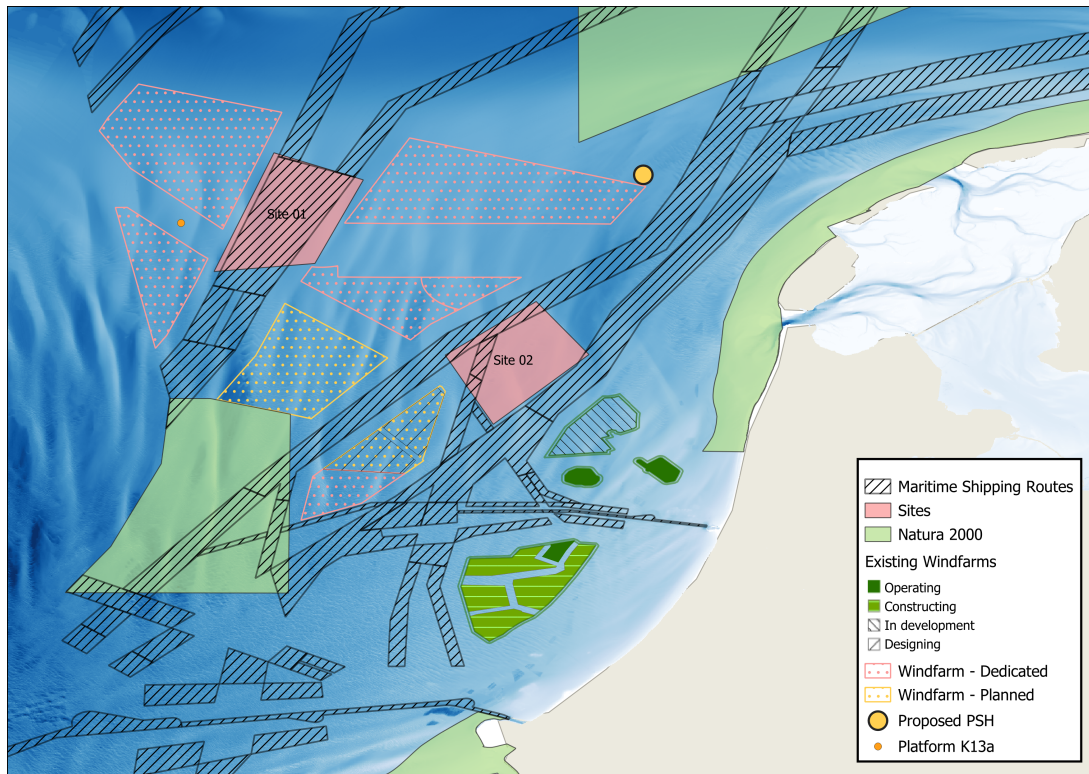 Site 01
Site 02
Maritime Shipping Routes
Sites
Natura 2000
Existing Windfarms
Operating
Constructing
In development
Designing
Windfarm - Dedicated
Windfarm - Planned
Proposed PSH
Platform K13a